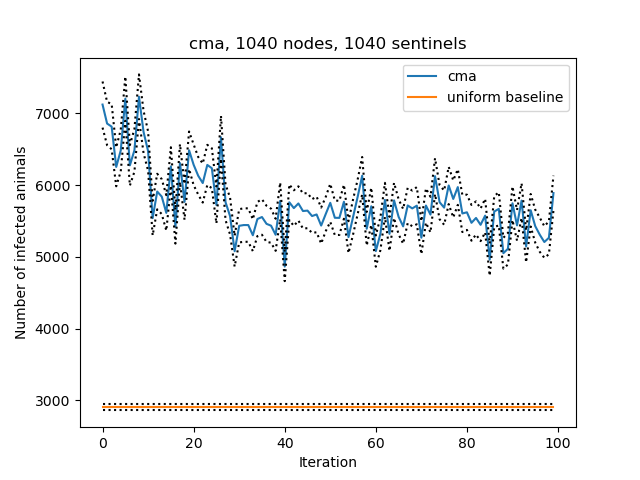 cma, 1040 nodes, 1040 sentinels
cma
uniform baseline
Number of infected animals
7000
6000
5000
4000
3000
0 20 40 60 80 100
Iteration